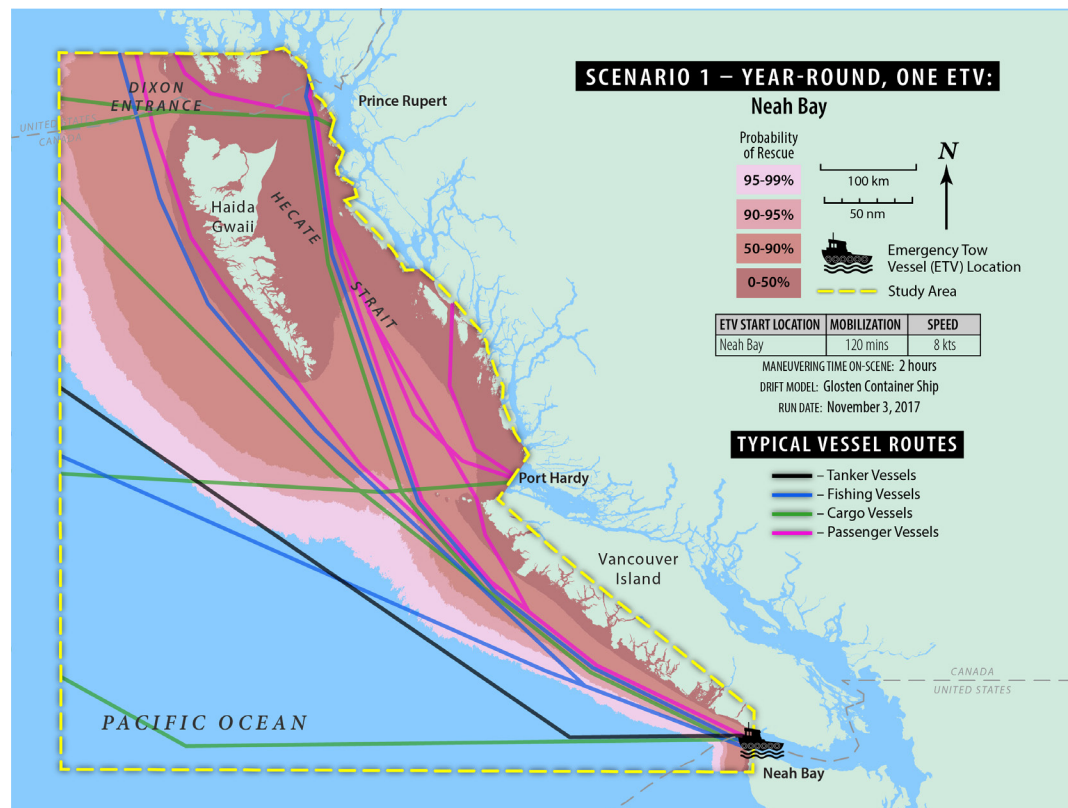 SCENARIO 1 – YEAR-ROUND, ONE ETV:
Neah Bay
Probability
of Rescue
95-99%
90-95%
50-90%
0-50%
100 km
50 nm
N
Emergency Tow
Vessel (ETV) Location
Study Area
ETV START LOCATION MOBILIZATION SPEED
Neah Bay 120 mins 8 kts
MANEUVERING TIME ON-SCENE: 2 hours
DRIFT MODEL: Glosten Container Ship
RUN DATE: November 3, 2017
TYPICAL VESSEL ROUTES
– Tanker Vessels
– Fishing Vessels
– Cargo Vessels
– Passenger Vessels
DIXON
ENTRANCE
UNITED STATES
CANADA
Prince Rupert
Haida
Gwaii
HECATE
STRAIT
Port Hardy
Vancouver
Island
CANADA
UNITED STATES
PACIFIC OCEAN
Neah Bay